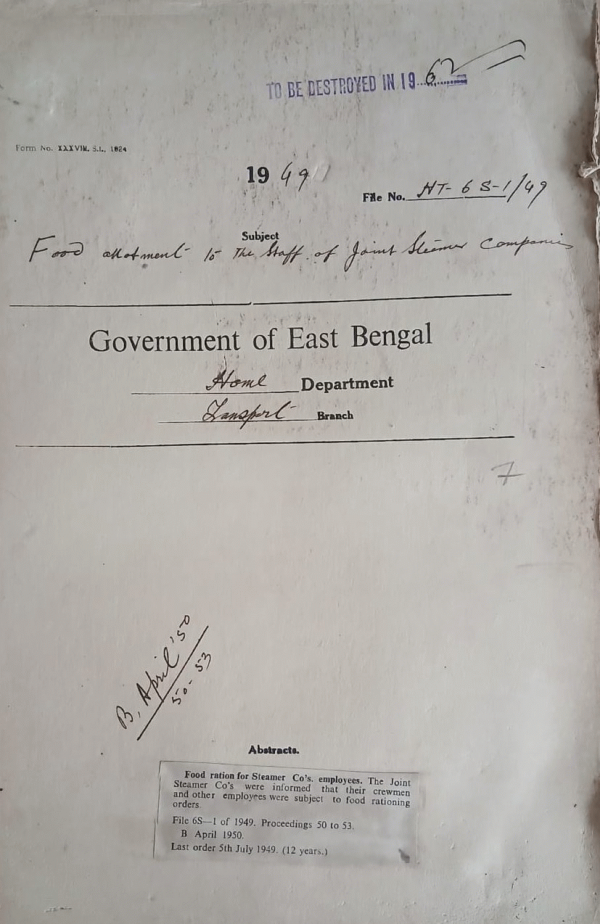 TO BE DESTROYED IN 19 62
Form No. XXXVIII, S.L. 1824
1949
File No. HT-6S-1/49
Subject
Food allotment to the Staff of Joint Steamer Companies
Government of East Bengal
Home Department
Transport Branch
7
B, April '50
50-53
Abstracts.
Food ration for Steamer Co's. employees. The Joint
Steamer Co's were informed that their crewmen
and other employees were subject to food rationing
orders.
File 6S—1 of 1949. Proceedings 50 to 53.
B April 1950.
Last order 5th July 1949. (12 years.)